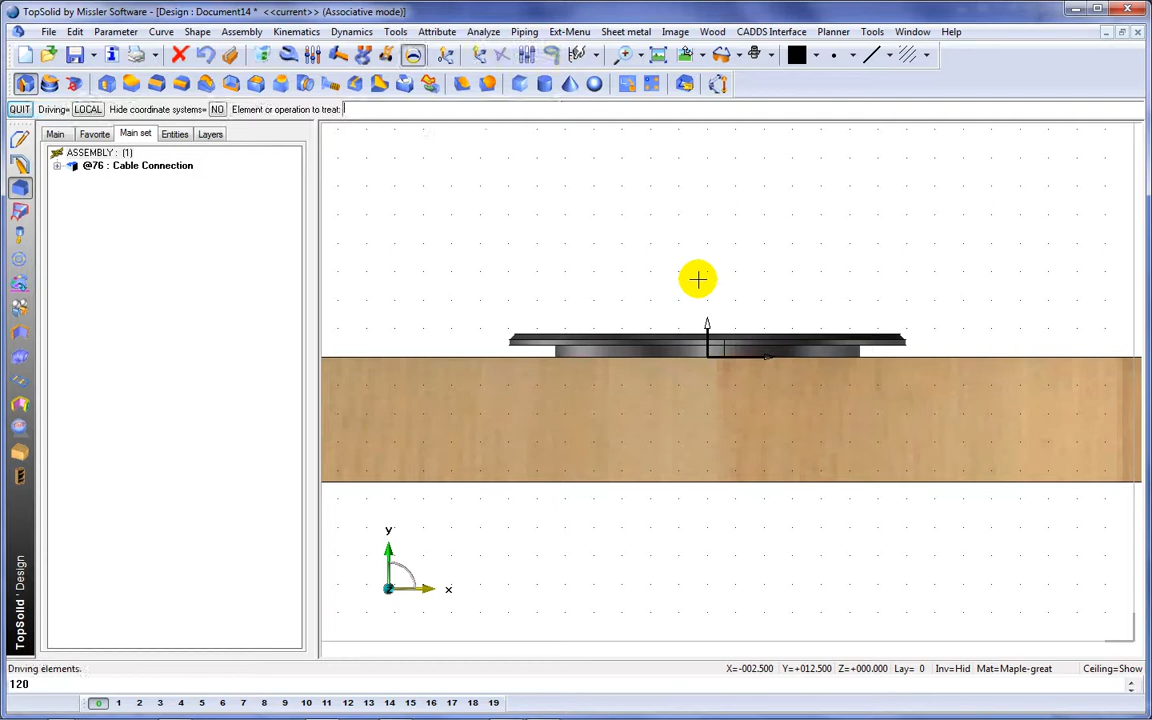 TopSolid by Missler Software - [Design : Document14 *  <<current>> (Associative mode)]
File Edit Parameter Curve Shape Assembly Kinematics Dynamics Tools Attribute Analyze Piping Ext-Menu Sheet metal Image Wood CADDS Interface Planner Tools Window Help
QUIT Driving= LOCAL Hide coordinate systems= NO Element or operation to treat:
Main Favorite Main set Entities Layers
ASSEMBLY : (1)
@76 : Cable Connection
y
x
TopSolid'Design
Driving elements. X=-002.500 Y=+012.500 Z=+000.000 Lay= 0 Inv=Hid Mat=Maple-great Ceiling=Show
120
0 1 2 3 4 5 6 7 8 9 10 11 12 13 14 15 16 17 18 19